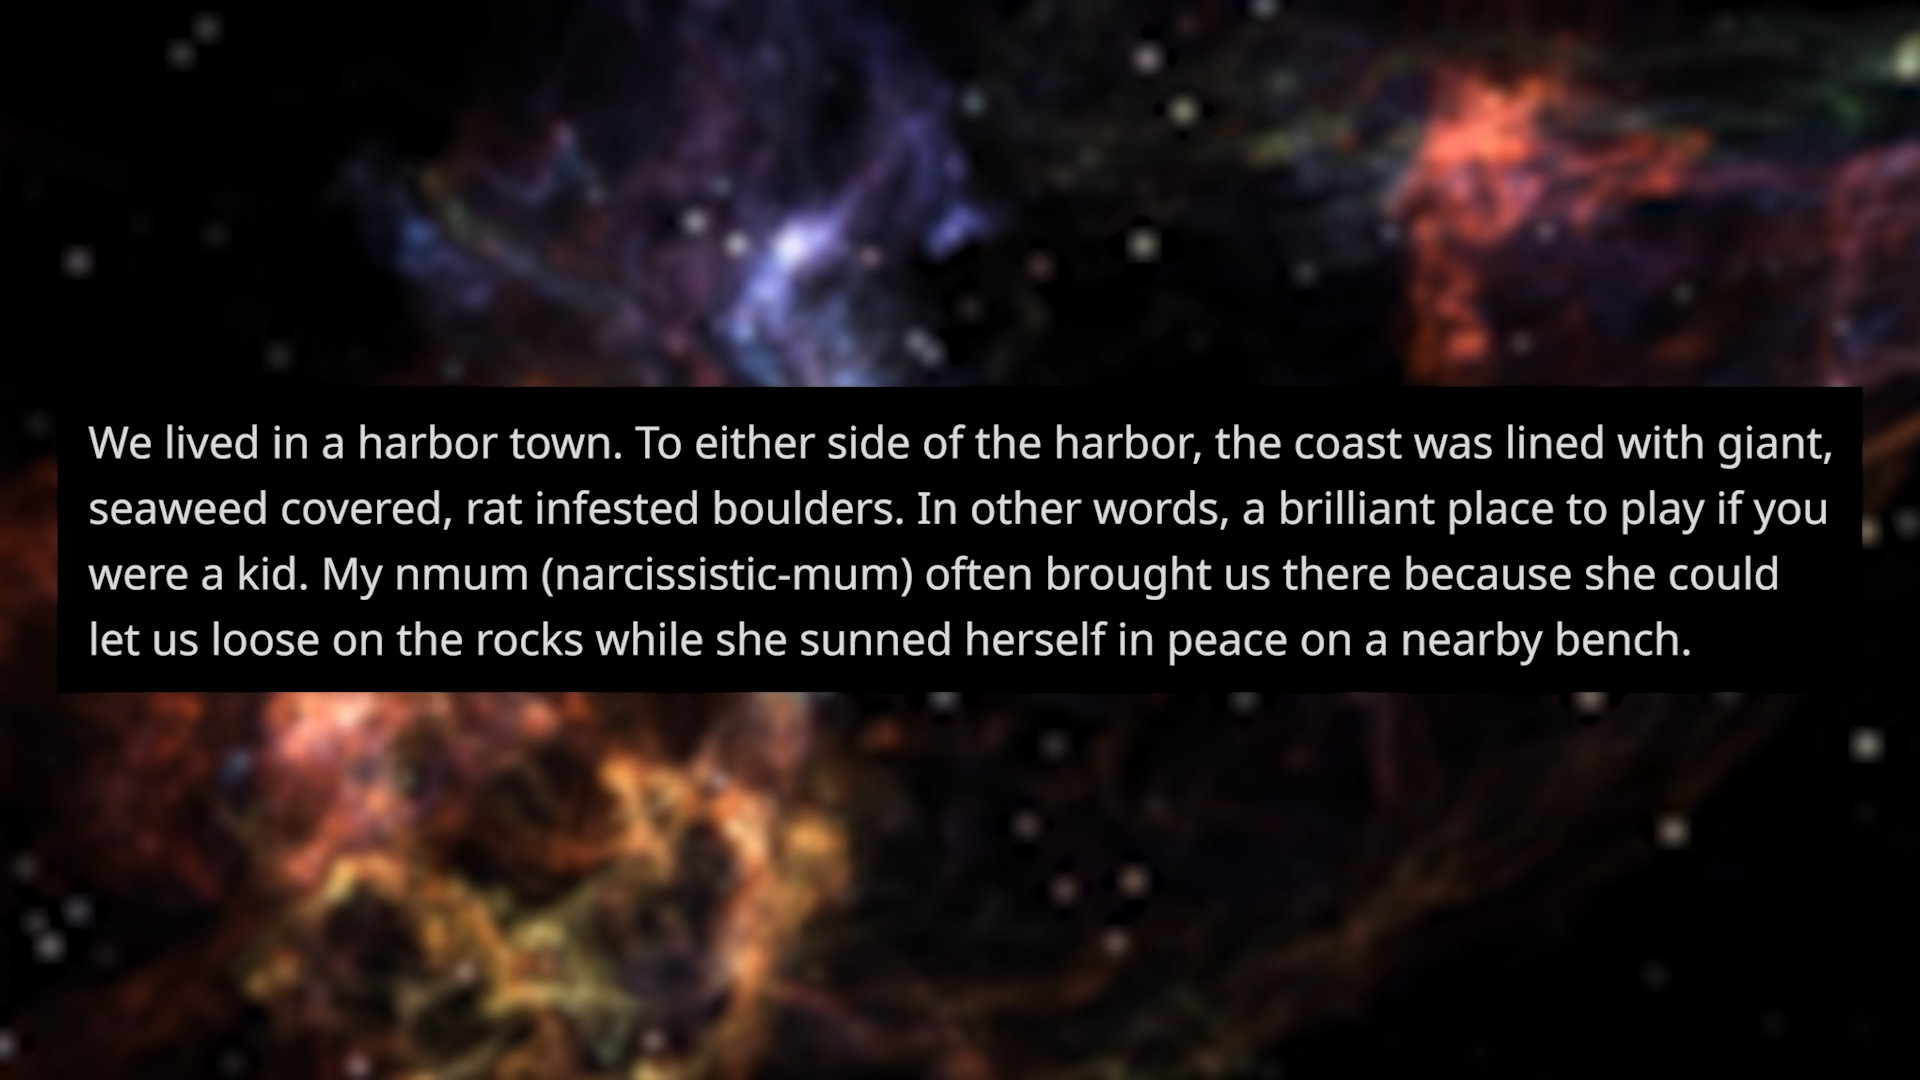 We lived in a harbor town. To either side of the harbor, the coast was lined with giant,
seaweed covered, rat infested boulders. In other words, a brilliant place to play if you
were a kid. My nmum (narcissistic-mum) often brought us there because she could
let us loose on the rocks while she sunned herself in peace on a nearby bench.